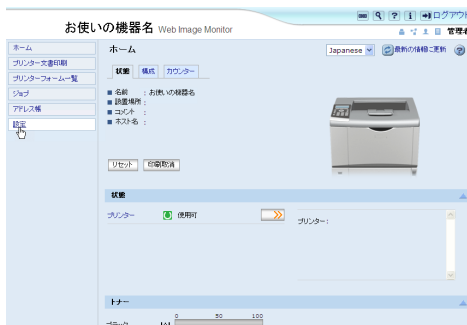 ログアウト
お使いの機器名 Web Image Monitor
管理者
ホーム
プリンター文書印刷
プリンターフォーム一覧
ジョブ
アドレス帳
設定
ホーム
Japanese
最新の情報に更新
状態 構成 カウンター
名前 : お使いの機器名
設置場所 :
コメント :
ホスト名 :
リセット 印刷取消
状態
プリンター 使用可
プリンター:
トナー
0 50 100
ブラック